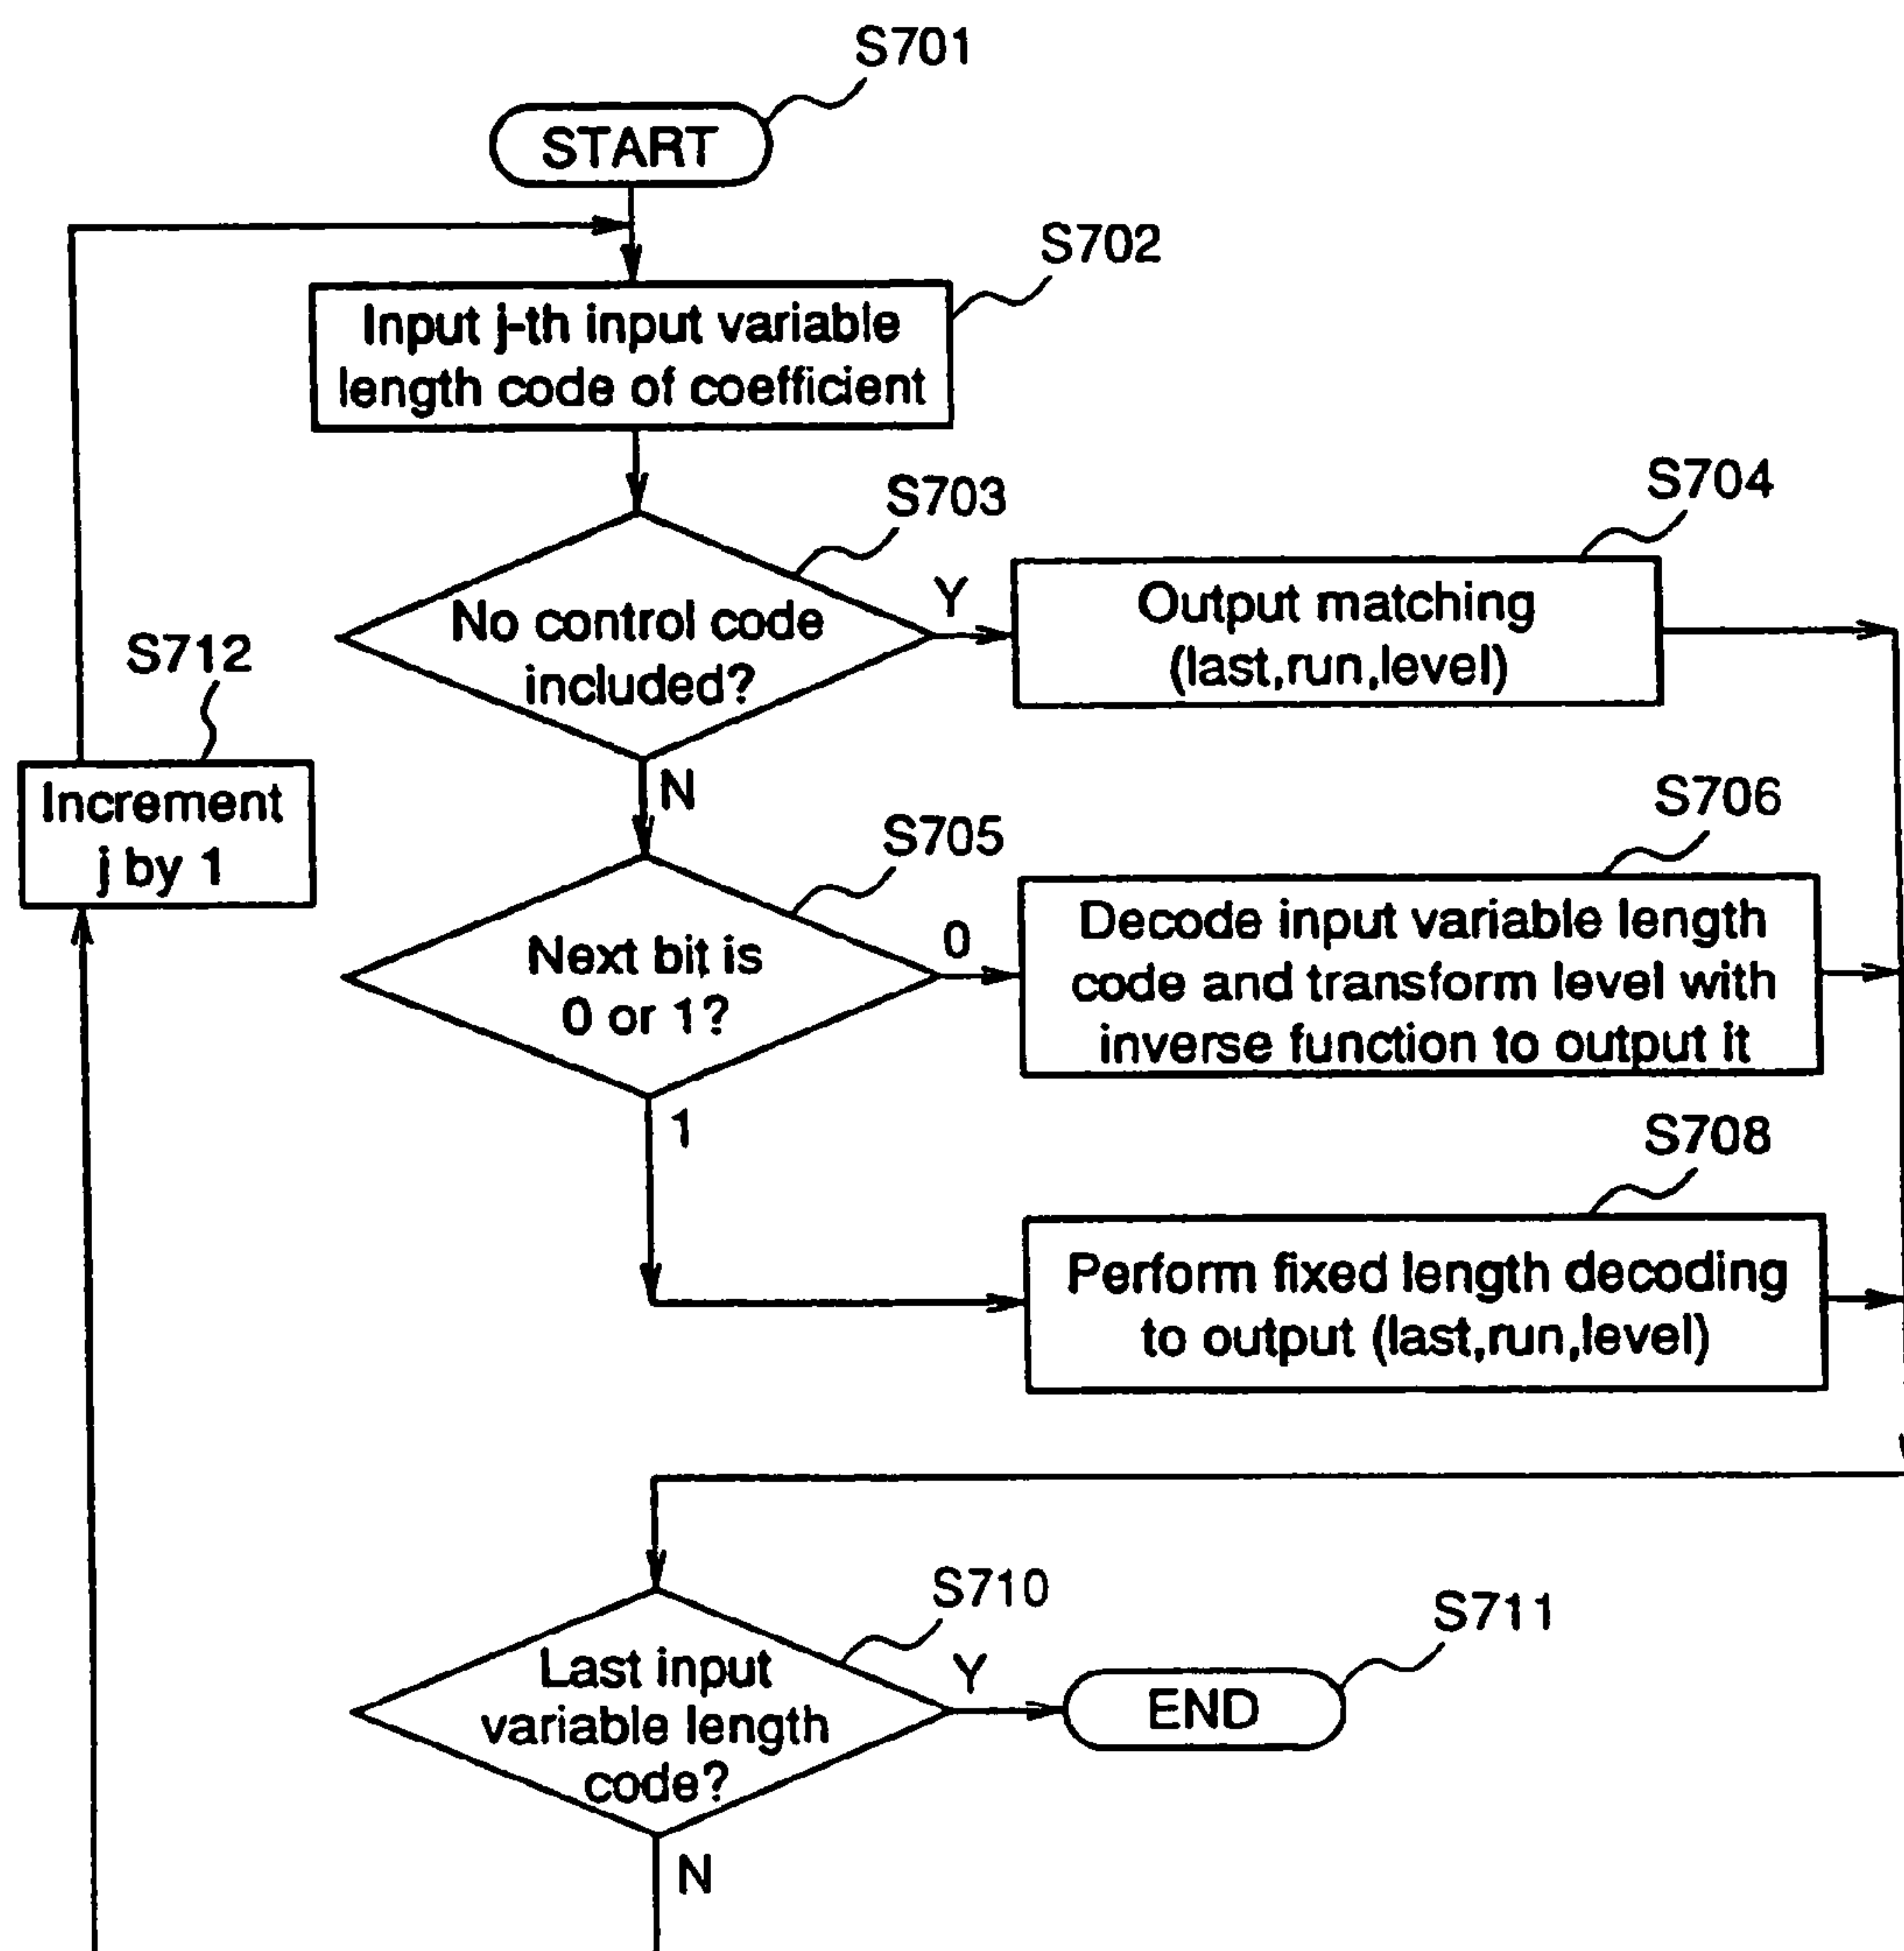 S701
START
S702
Input j-th input variable
length code of coefficient
S703
No control code
included?
Y
S704
Output matching
(last,run,level)
S712
Increment
j by 1
N
S705
Next bit is
0 or 1?
0
S706
Decode input variable length
code and transform level with
inverse function to output it
1
S708
Perform fixed length decoding
to output (last,run,level)
S710
Last input
variable length
code?
Y
S711
END
N